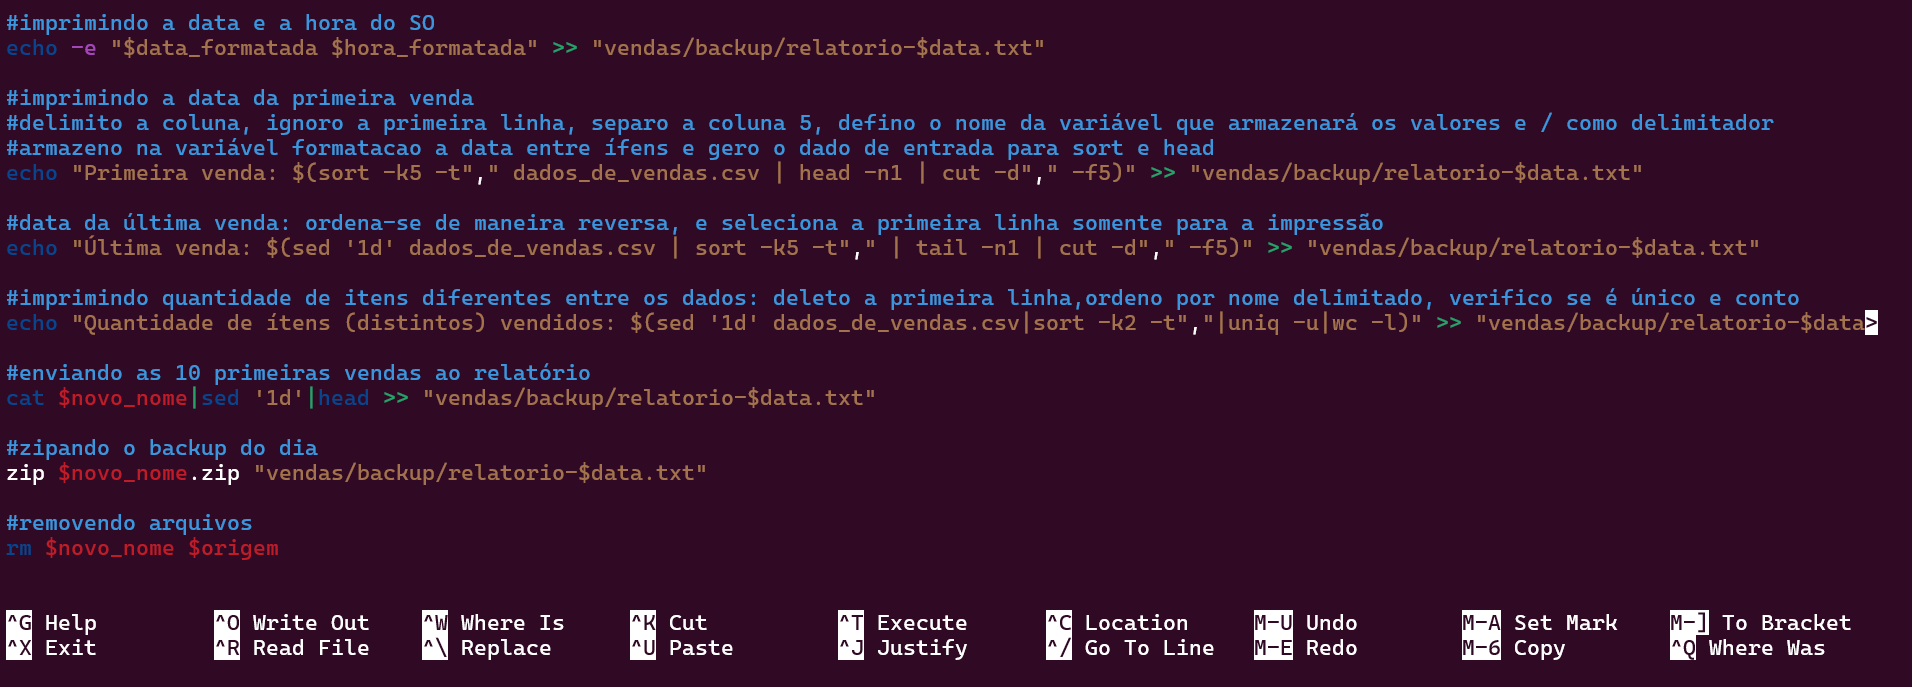 #imprimindo a data e a hora do SO
echo -e "$data_formatada $hora_formatada" >> "vendas/backup/relatorio-$data.txt"
#imprimindo a data da primeira venda
#delimito a coluna, ignoro a primeira linha, separo a coluna 5, defino o nome da variável que armazenará os valores e / como delimitador
#armazeno na variável formatacao a data entre ífens e gero o dado de entrada para sort e head
echo "Primeira venda: $(sort -k5 -t"," dados_de_vendas.csv | head -n1 | cut -d"," -f5)" >> "vendas/backup/relatorio-$data.txt"
#data da última venda: ordena-se de maneira reversa, e seleciona a primeira linha somente para a impressão
echo "Última venda: $(sed '1d' dados_de_vendas.csv | sort -k5 -t"," | tail -n1 | cut -d"," -f5)" >> "vendas/backup/relatorio-$data.txt"
#imprimindo quantidade de itens diferentes entre os dados: deleto a primeira linha,ordeno por nome delimitado, verifico se é único e conto
echo "Quantidade de ítens (distintos) vendidos: $(sed '1d' dados_de_vendas.csv|sort -k2 -t","|uniq -u|wc -l)" >> "vendas/backup/relatorio-$data>
#enviando as 10 primeiras vendas ao relatório
cat $novo_nome|sed '1d'|head >> "vendas/backup/relatorio-$data.txt"
#zipando o backup do dia
zip $novo_nome.zip "vendas/backup/relatorio-$data.txt"
#removendo arquivos
rm $novo_nome $origem
^G Help ^O Write Out ^W Where Is ^K Cut ^T Execute ^C Location M-U Undo M-A Set Mark M-] To Bracket
^X Exit ^R Read File ^\ Replace ^U Paste ^J Justify ^/ Go To Line M-E Redo M-6 Copy ^Q Where Was